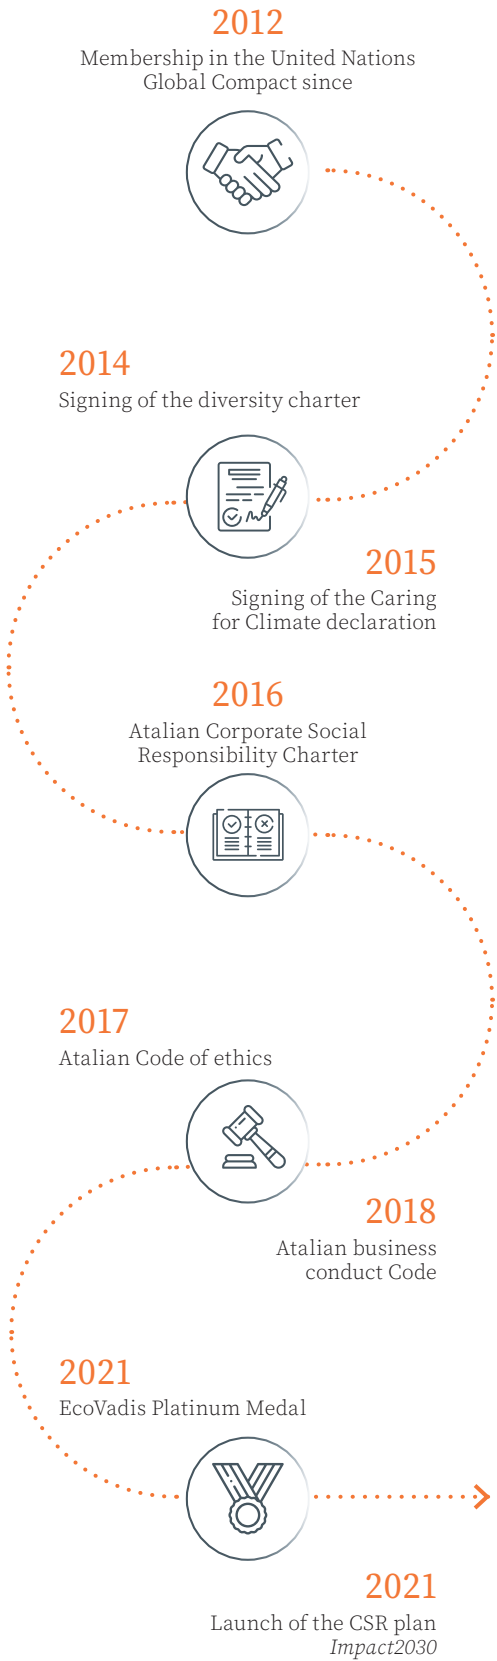 2012
Membership in the United Nations
Global Compact since
2014
Signing of the diversity charter
2015
Signing of the Caring
for Climate declaration
2016
Atalian Corporate Social
Responsibility Charter
2017
Atalian Code of ethics
2018
Atalian business
conduct Code
2021
EcoVadis Platinum Medal
2021
Launch of the CSR plan
Impact2030